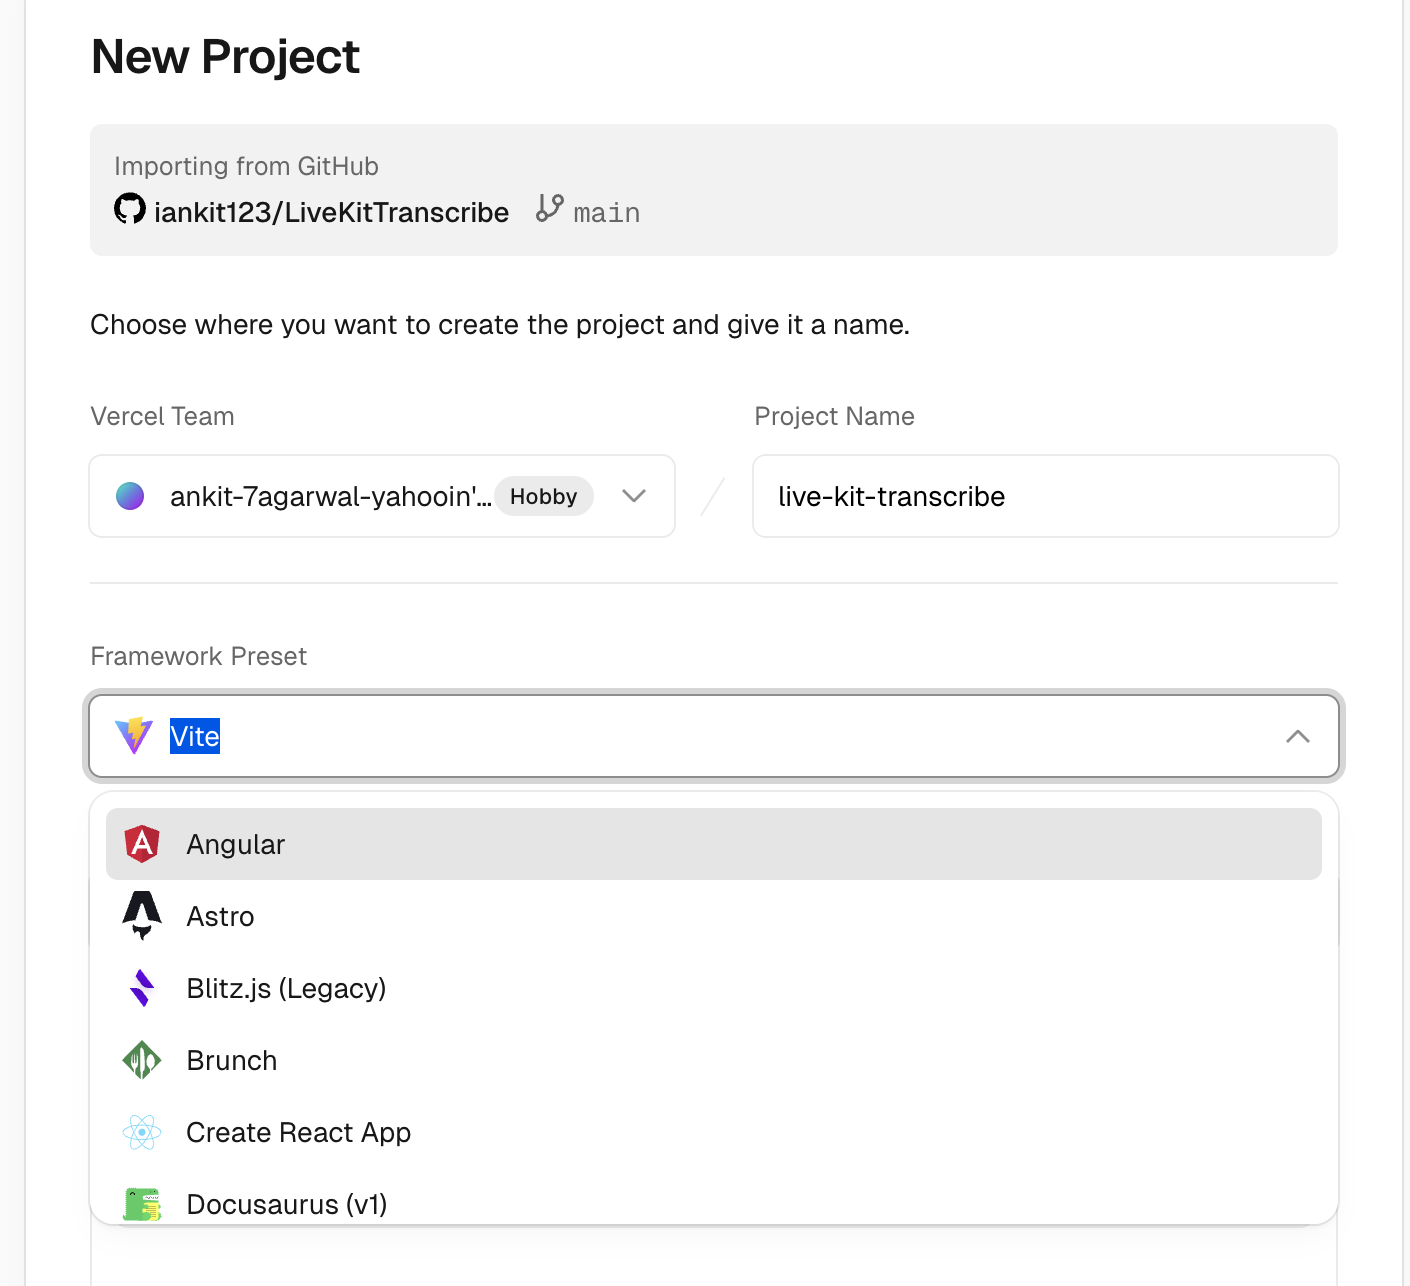 New Project
Importing from GitHub
iankit123/LiveKitTranscribe main
Choose where you want to create the project and give it a name.
Vercel Team
Project Name
ankit-7agarwal-yahooin'... Hobby
live-kit-transcribe
Framework Preset
Vite
Angular
Astro
Blitz.js (Legacy)
Brunch
Create React App
Docusaurus (v1)